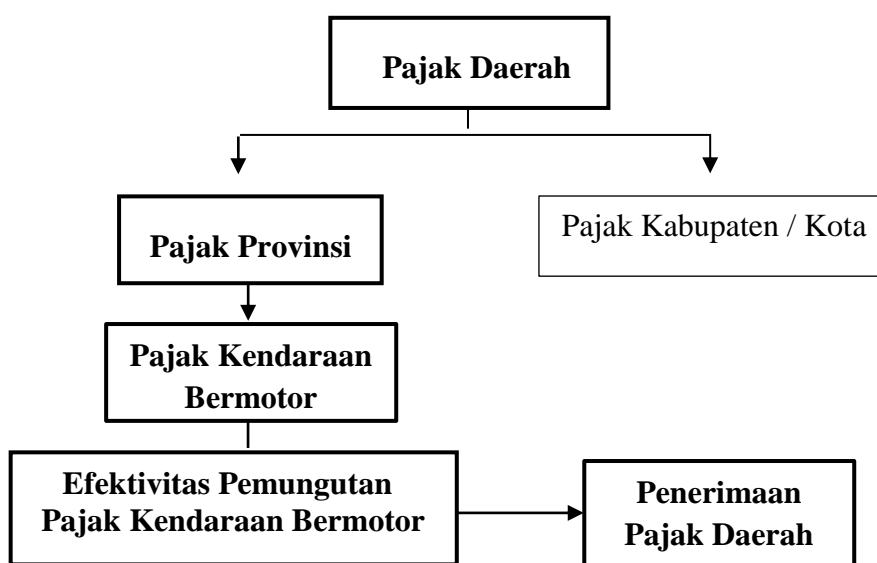 Pajak Daerah
Pajak Provinsi
Pajak Kabupaten / Kota
Pajak Kendaraan
Bermotor
Efektivitas Pemungutan
Pajak Kendaraan Bermotor
Penerimaan
Pajak Daerah